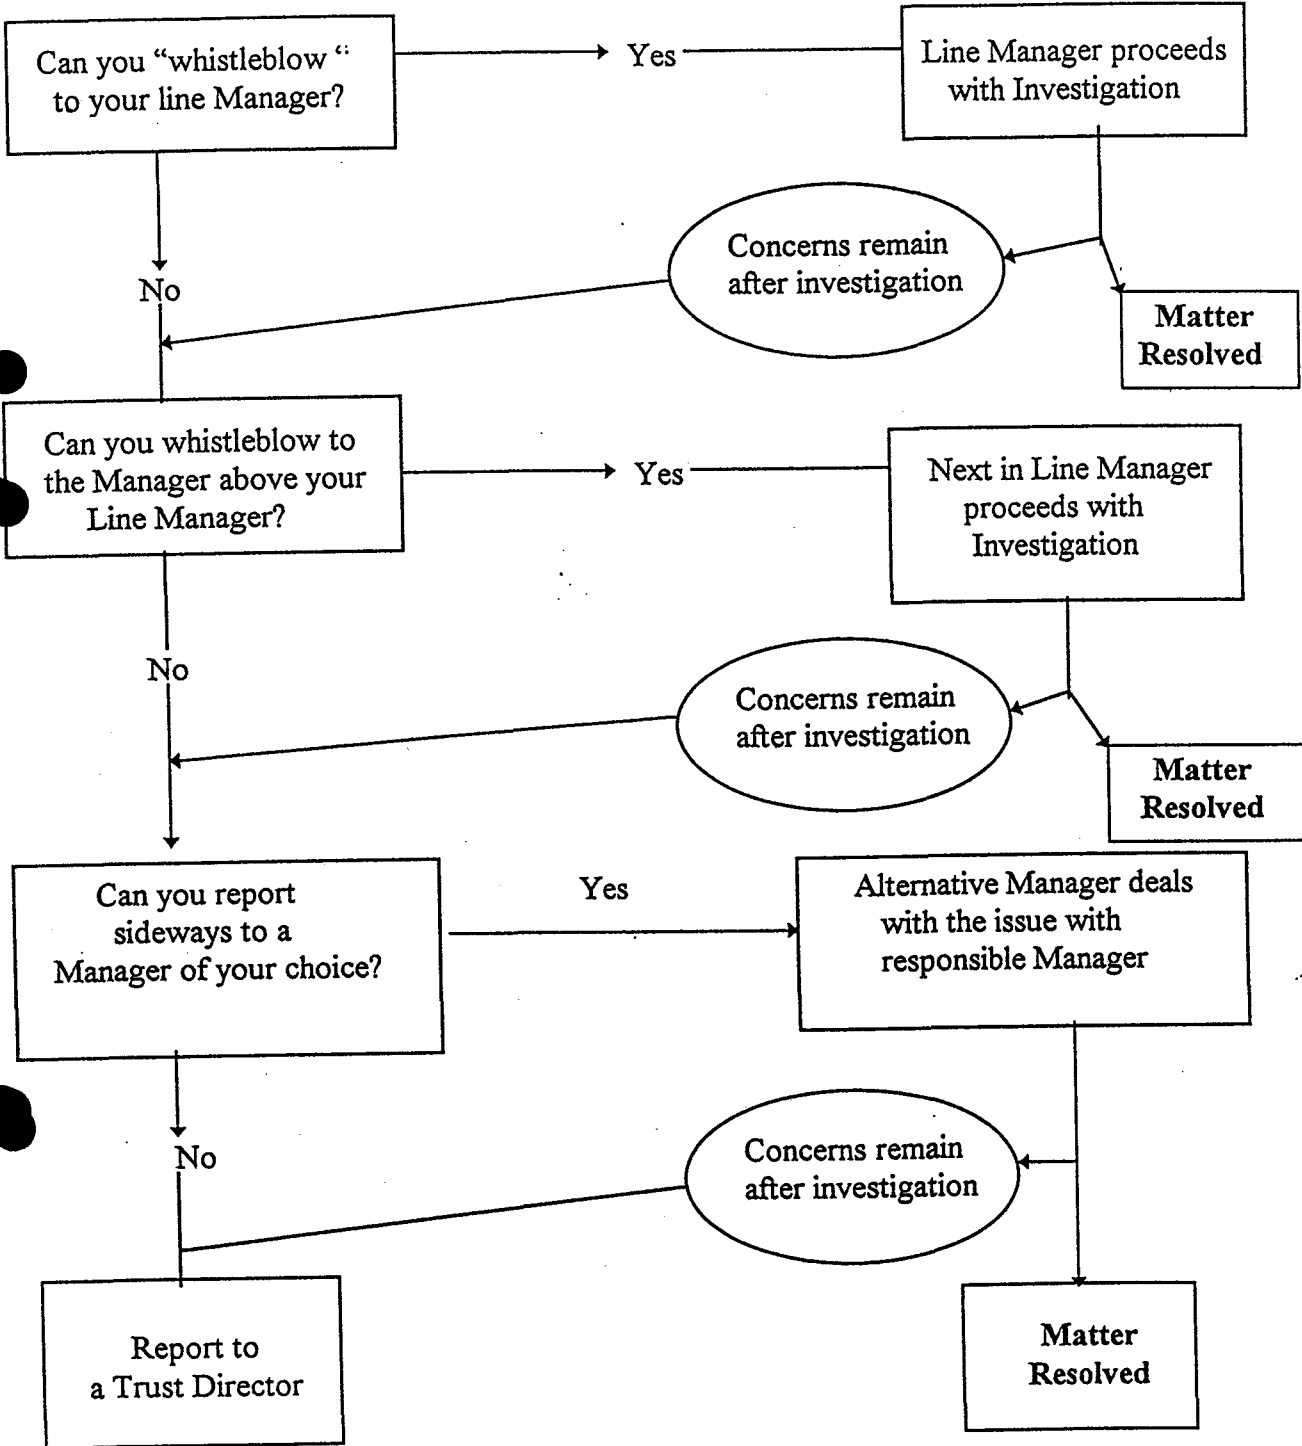 Can you “whistleblow “
to your line Manager?
Yes
Line Manager proceeds
with Investigation
No
Concerns remain
after investigation
Matter
Resolved
Can you whistleblow to
the Manager above your
Line Manager?
Yes
Next in Line Manager
proceeds with
Investigation
No
Concerns remain
after investigation
Matter
Resolved
Can you report
sideways to a
Manager of your choice?
Yes
Alternative Manager deals
with the issue with
responsible Manager
No
Concerns remain
after investigation
Report to
a Trust Director
Matter
Resolved